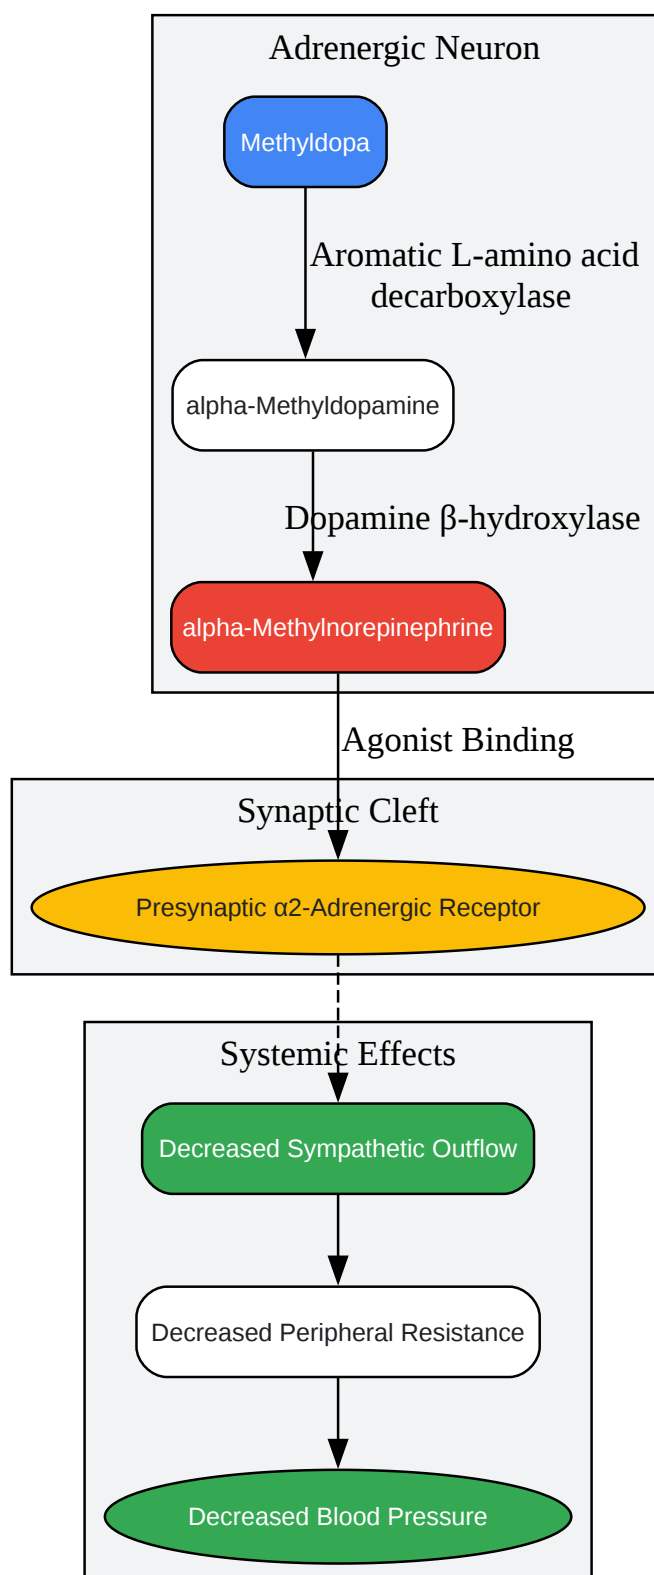 Adrenergic Neuron
Methyldopa
Aromatic L-amino acid
decarboxylase
alpha-Methyldopamine
Dopamine β-hydroxylase
alpha-Methylnorepinephrine
Agonist Binding
Synaptic Cleft
Presynaptic α2-Adrenergic Receptor
Systemic Effects
Decreased Sympathetic Outflow
Decreased Peripheral Resistance
Decreased Blood Pressure